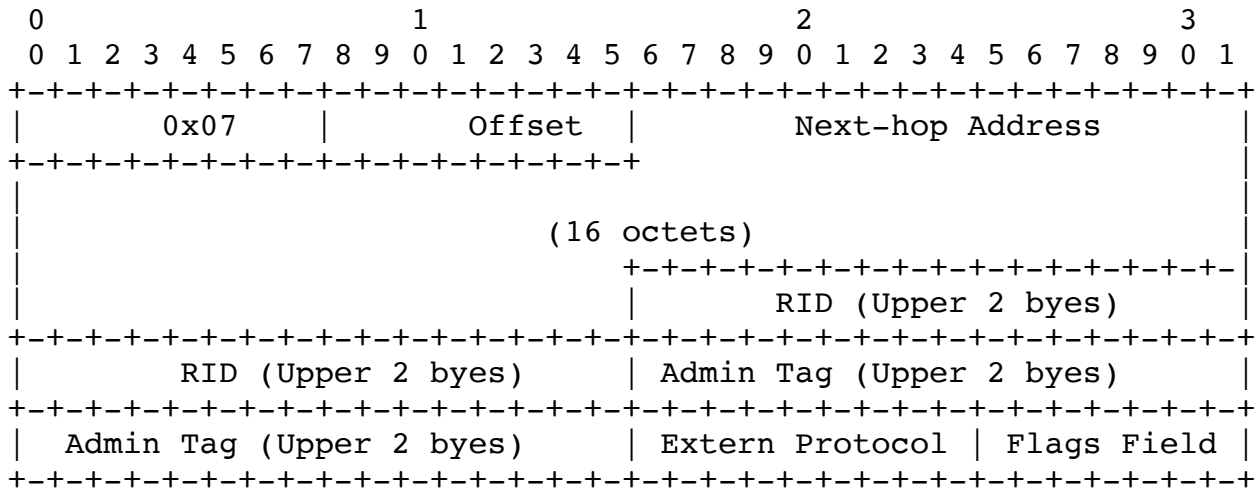 0 1 2 3
0 1 2 3 4 5 6 7 8 9 0 1 2 3 4 5 6 7 8 9 0 1 2 3 4 5 6 7 8 9 0 1
+-+-+-+-+-+-+-+-+-+-+-+-+-+-+-+-+-+-+-+-+-+-+-+-+-+-+-+-+-+-+-+-+
| 0x07 | Offset | Next-hop Address |
+-+-+-+-+-+-+-+-+-+-+-+-+-+-+-+-+ |
| |
| (16 octets) |
| +-+-+-+-+-+-+-+-+-+-+-+-+-+-+-+-|
| | RID (Upper 2 byes) |
+-+-+-+-+-+-+-+-+-+-+-+-+-+-+-+-+-+-+-+-+-+-+-+-+-+-+-+-+-+-+-+-+
| RID (Upper 2 byes) | Admin Tag (Upper 2 byes) |
+-+-+-+-+-+-+-+-+-+-+-+-+-+-+-+-+-+-+-+-+-+-+-+-+-+-+-+-+-+-+-+-+
| Admin Tag (Upper 2 byes) | Extern Protocol | Flags Field |
+-+-+-+-+-+-+-+-+-+-+-+-+-+-+-+-+-+-+-+-+-+-+-+-+-+-+-+-+-+-+-+-+